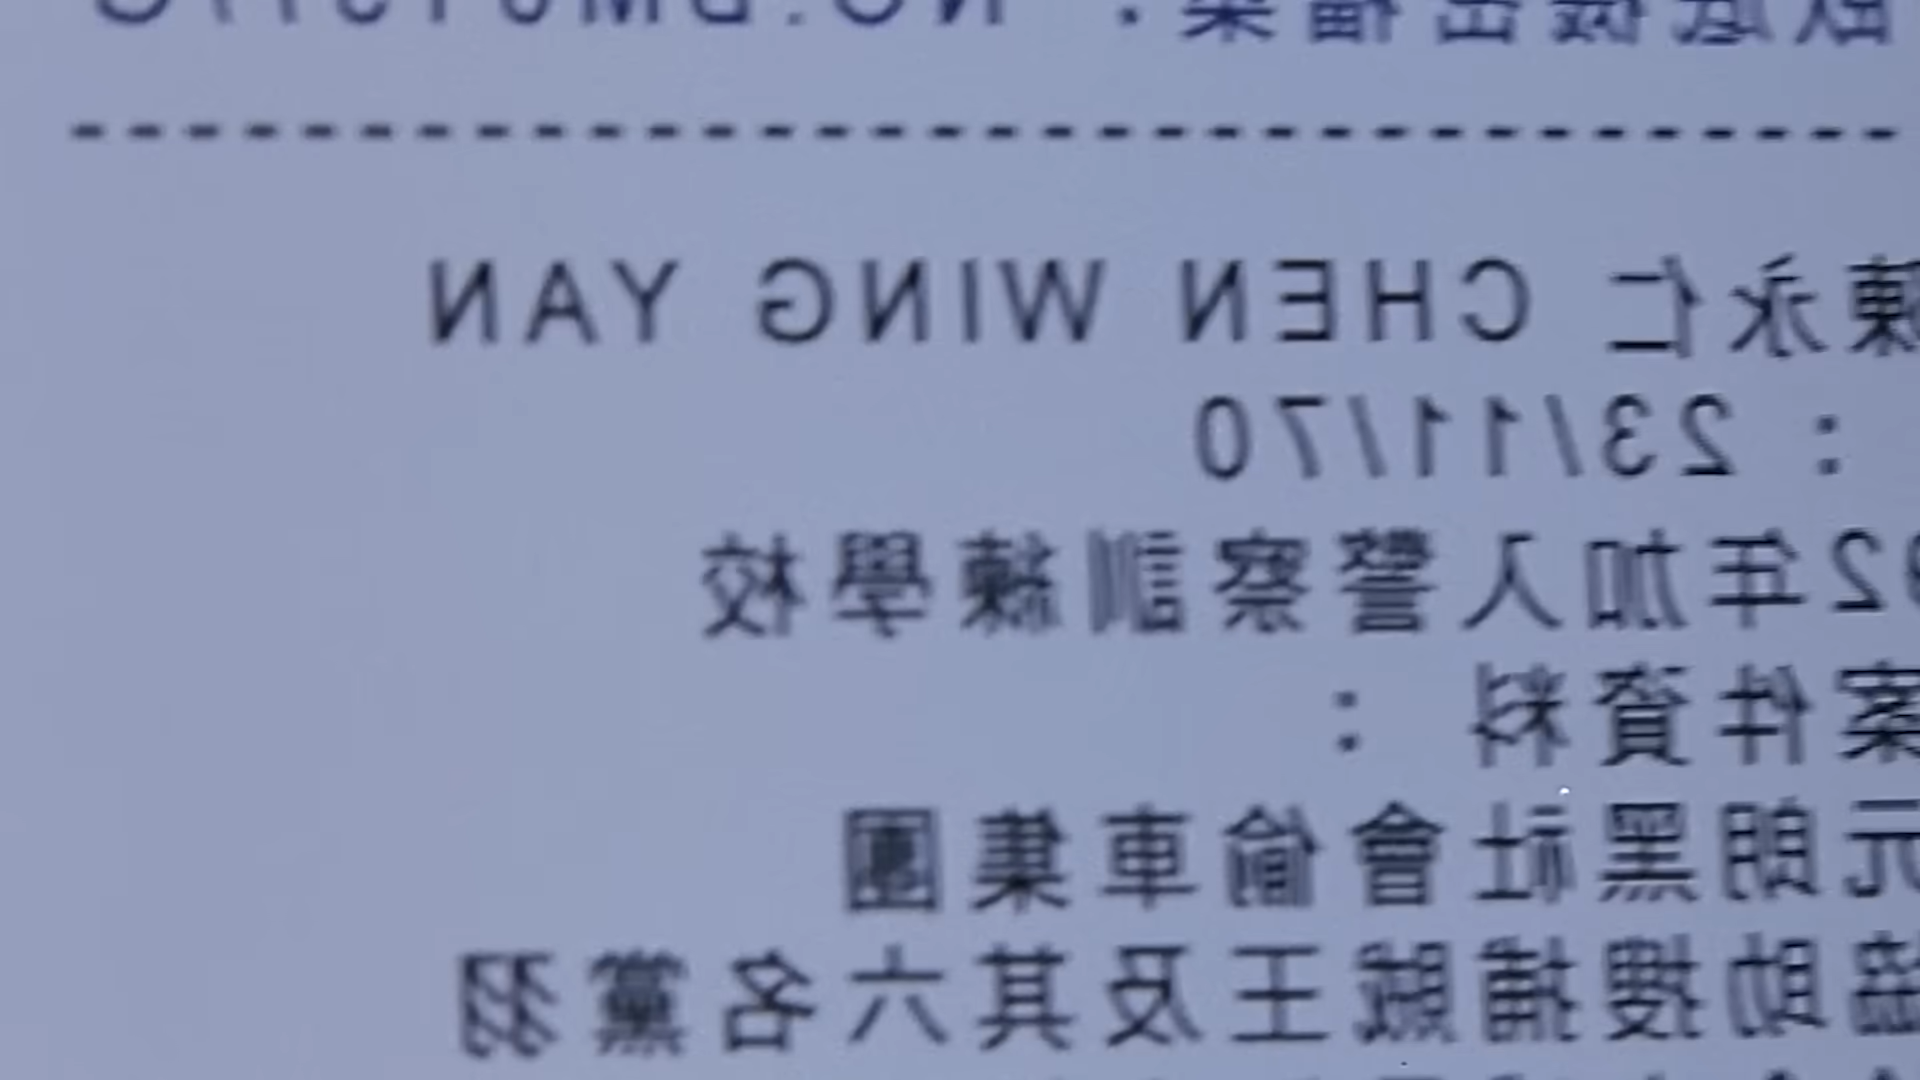 陳永仁 CHEN WING YAN
: 23/11/70
92年加入警察訓練學校
案件資料 :
元朗黑社會偷車集團
協助搜捕賊王及其六名黨羽